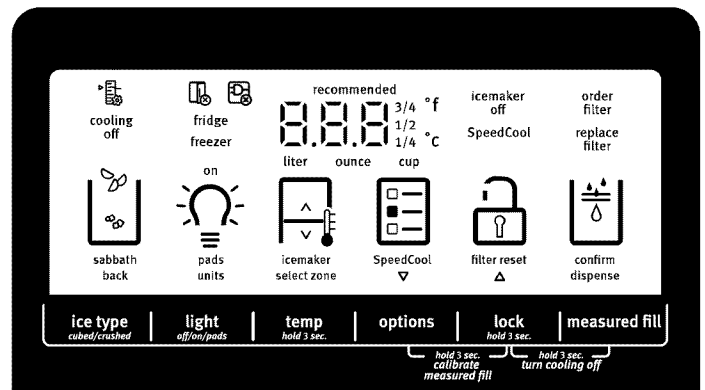 recommended
8.8.8 3/4 °f
1/2
1/4 °c
cooling
off
fridge
freezer
liter ounce cup
icemaker
off
SpeedCool
order
filter
replace
filter
on
sabbath
back
pads
units
icemaker
select zone
SpeedCool
filter reset
confirm
dispense
ice type
cubed/crushed
light
off/on/pads
temp
hold 3 sec.
options
lock
hold 3 sec.
measured fill
hold 3 sec.
calibrate
measured fill
hold 3 sec.
turn cooling off